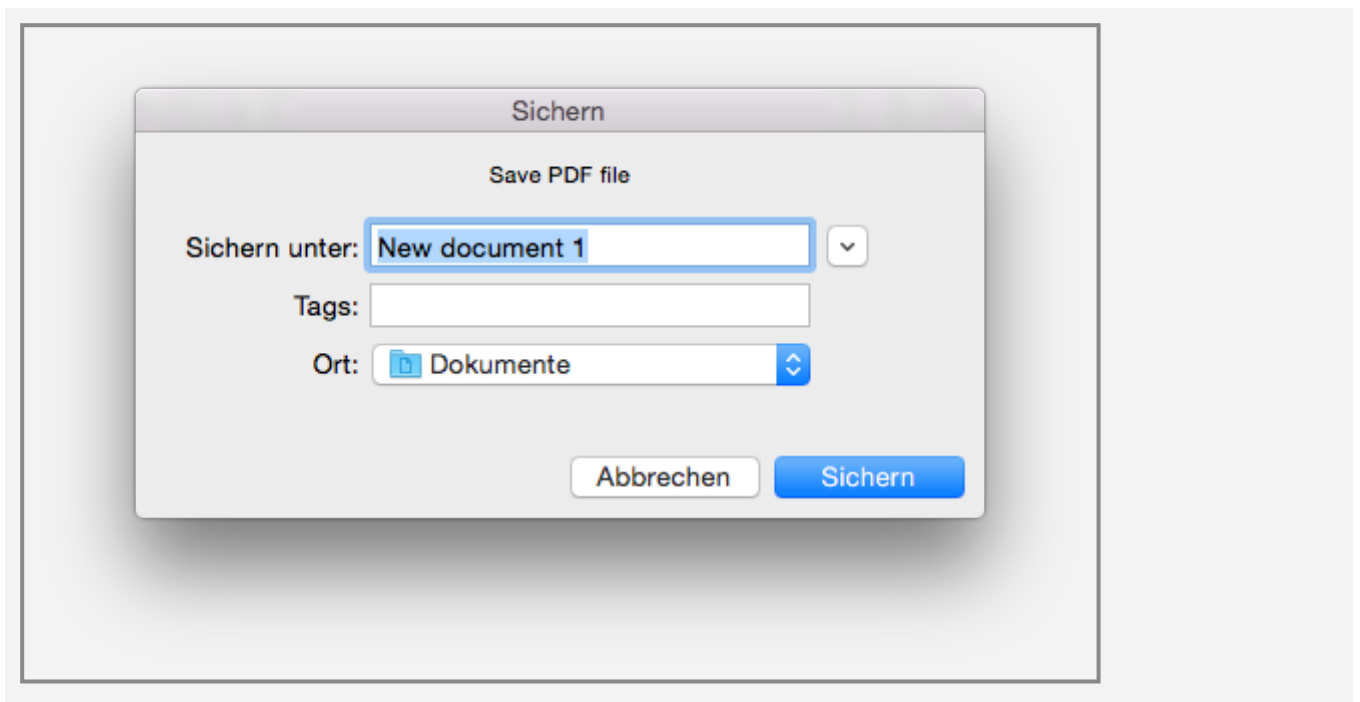 Sichern
Save PDF file
Sichern unter: New document 1
Tags:
Ort: Dokumente
Abbrechen Sichern